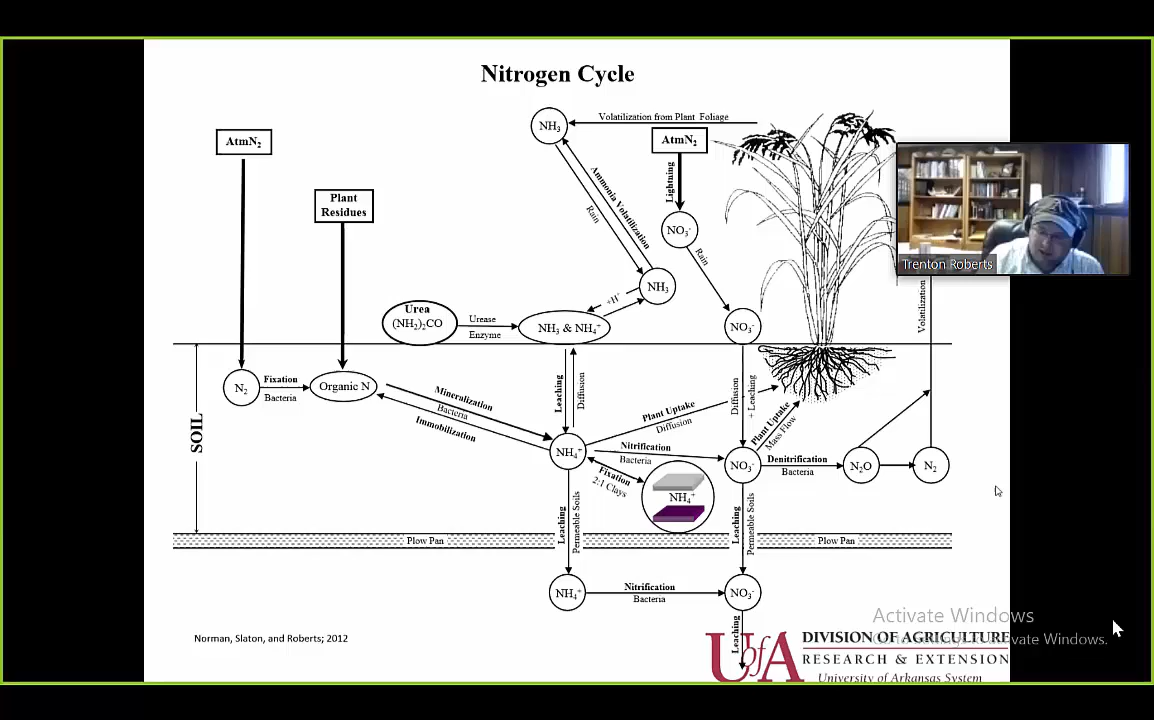 Nitrogen Cycle
NH₃
Volatilization from Plant Foliage
AtmN₂
AtmN₂
Plant
Residues
Ammonia Volatilization
Rain
Lightning
NO₃⁻
Rain
Trenton Roberts
NH₃
+H⁺
Urea
(NH₂)₂CO
Urease
Enzyme
NH₃ & NH₄⁺
NO₃⁻
Volatilization
SOIL
N₂
Fixation
Bacteria
Organic N
Mineralization
Bacteria
Immobilization
Leaching
Diffusion
Plant Uptake
Diffusion
Diffusion
+ Leaching
Plant Uptake
Mass Flow
NH₄⁺
Nitrification
Bacteria
Fixation
2:1 Clays
NH₄⁺
NO₃⁻
Denitrification
Bacteria
N₂O
N₂
Leaching
Permeable Soils
Leaching
Permeable Soils
Plow Pan
Plow Pan
NH₄⁺
Nitrification
Bacteria
NO₃⁻
Leaching
Norman, Slaton, and Roberts; 2012
Activate Windows
vate Windows.
UofA
DIVISION OF AGRICULTURE
RESEARCH & EXTENSION
University of Arkansas System